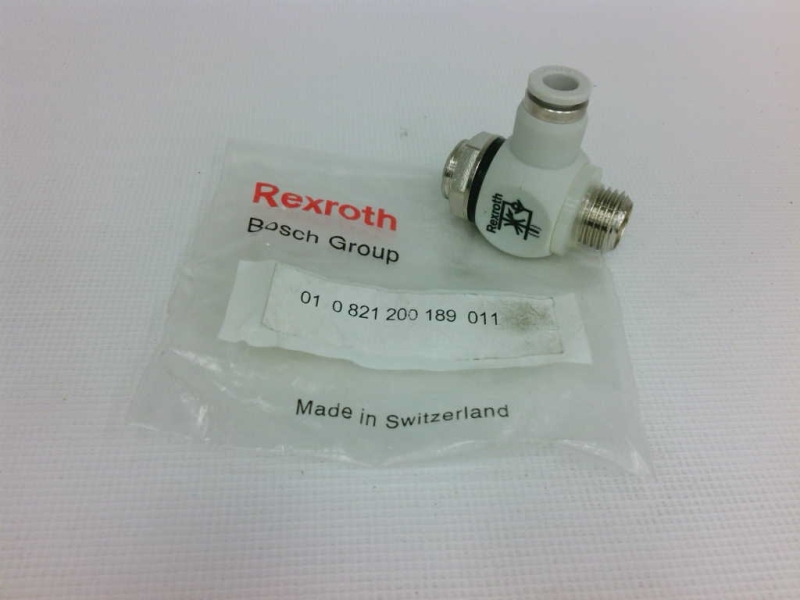 Rexroth
Bosch Group
01 0 821 200 189 011
Made in Switzerland
Rexroth